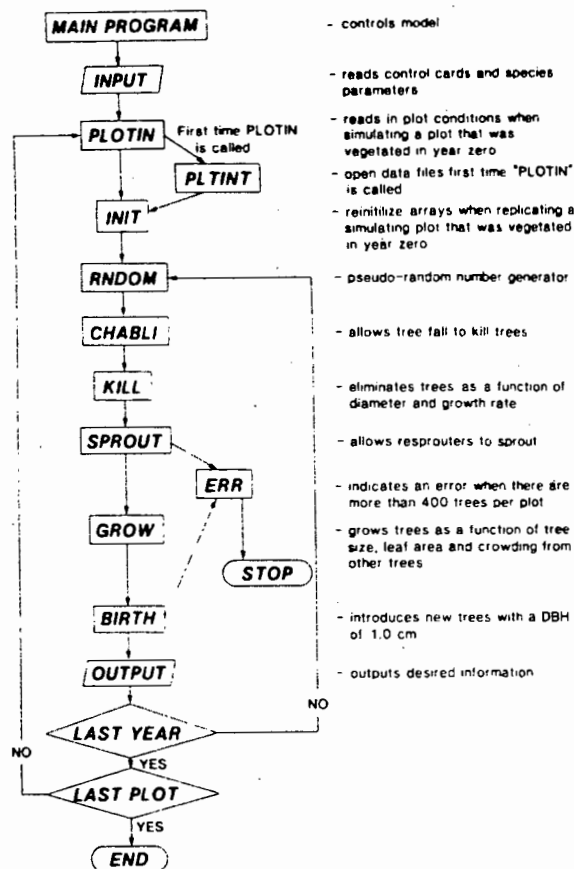 MAIN PROGRAM
- controls model
INPUT
- reads control cards and species
parameters
PLOTIN
First time PLOTIN
is called
- reads in plot conditions when
simulating a plot that was
vegetated in year zero
PLTINT
- open data files first time "PLOTIN"
is called
INIT
- reinitilize arrays when replicating a
simulating plot that was vegetated
in year zero
RNDOM
- pseudo-random number generator
CHABLI
- allows tree fall to kill trees
KILL
- eliminates trees as a function of
diameter and growth rate
SPROUT
- allows resprouters to sprout
ERR
- indicates an error when there are
more than 400 trees per plot
GROW
- grows trees as a function of tree
size, leaf area and crowding from
other trees
STOP
BIRTH
- introduces new trees with a DBH
of 1.0 cm
OUTPUT
- outputs desired information
LAST YEAR
NO
YES
NO
LAST PLOT
YES
END